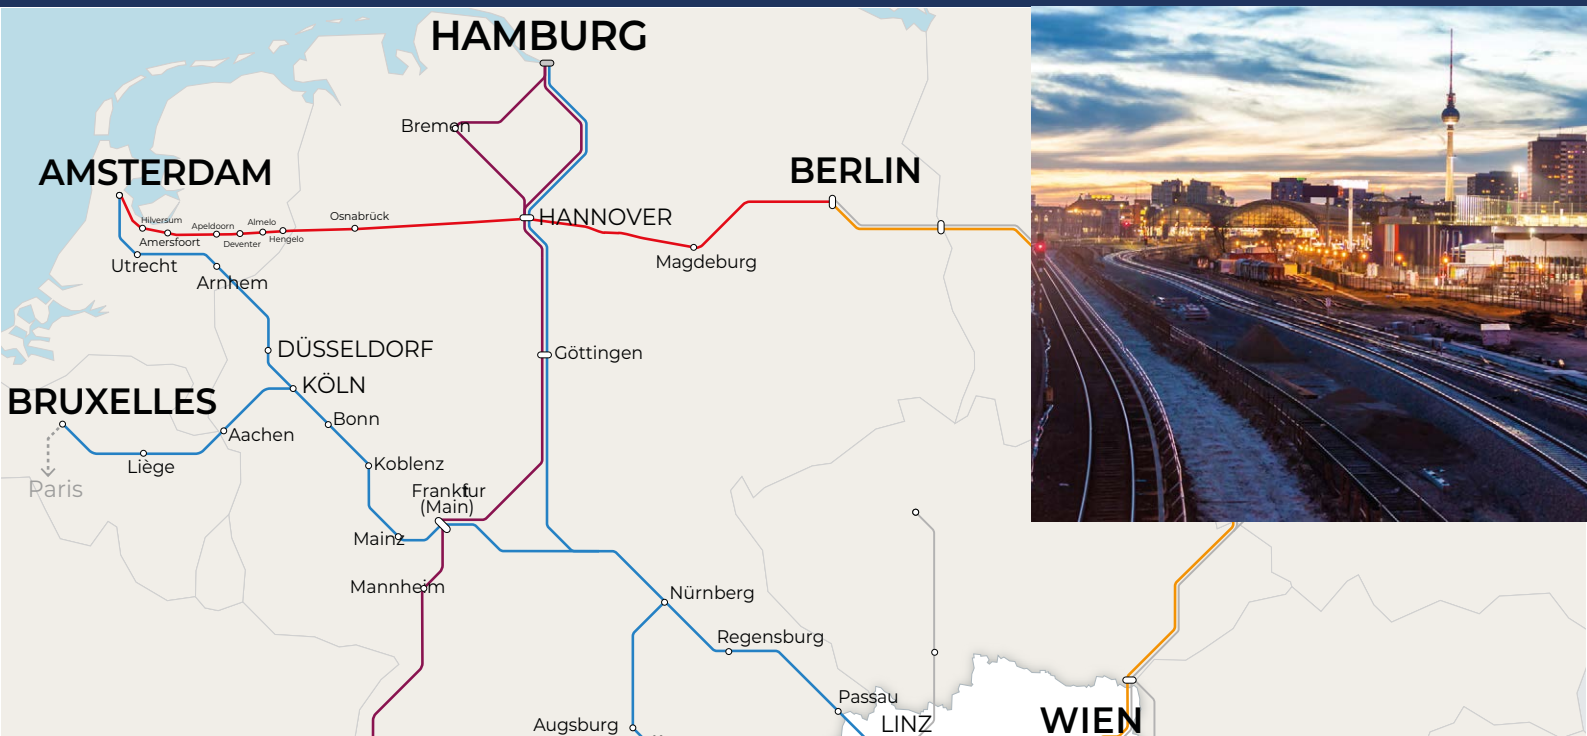 HAMBURG
Bremen
AMSTERDAM
BERLIN
Hilversum
Apeldoorn
Almelo
Osnabrück
HANNOVER
Amersfoort
Deventer
Hengelo
Utrecht
Magdeburg
Arnhem
DÜSSELDORF
Göttingen
KÖLN
BRUXELLES
Bonn
Aachen
Liège
Koblenz
Paris
Frankfur
(Main)
Mainz
Mannheim
Nürnberg
Regensburg
Passau
LINZ
WIEN
Augsburg